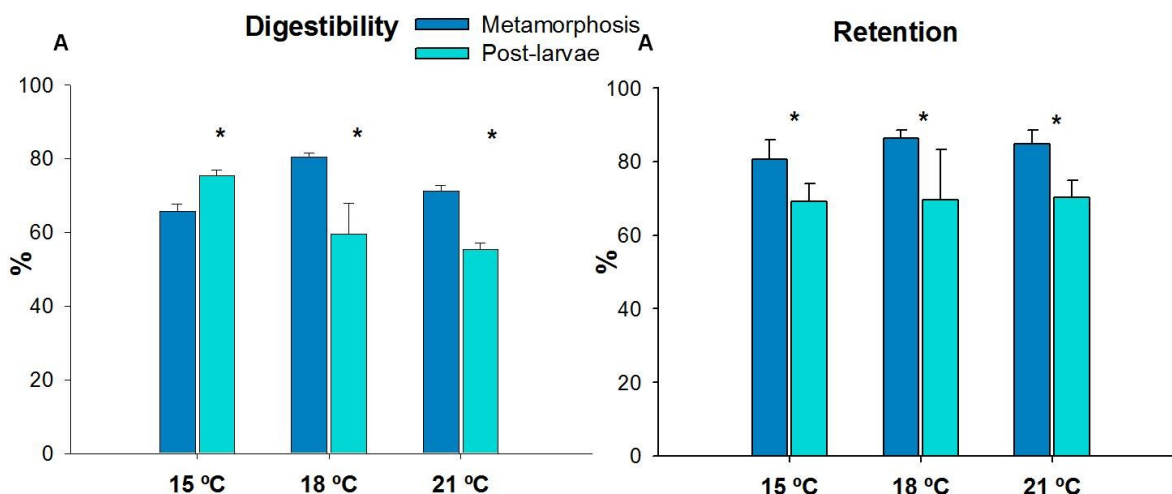 Digestibility
Metamorphosis
Post-larvae
A
%
100
80
60
40
20
0
* * *
15 ºC 18 ºC 21 ºC
Retention
A
%
100
80
60
40
20
0
* * *
15 ºC 18 ºC 21 ºC